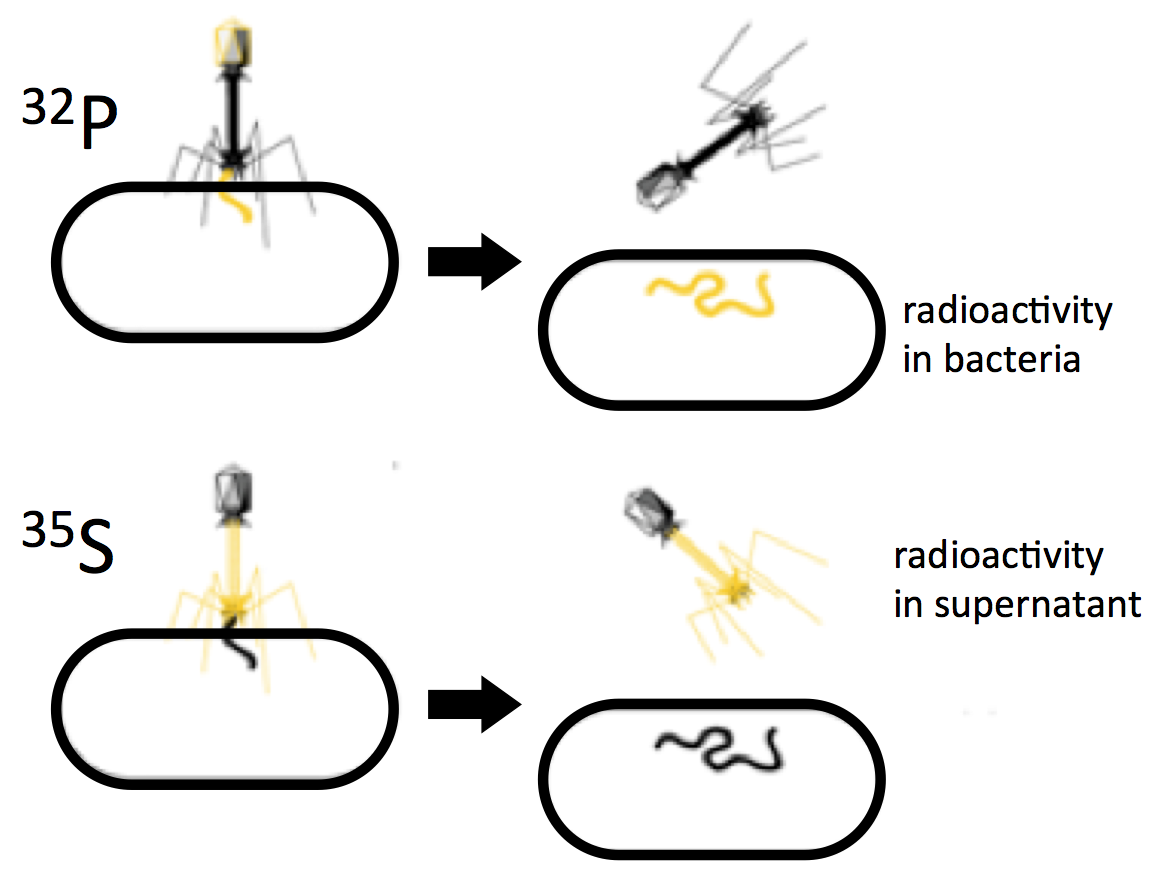 ³²P
radioactivity
in bacteria
³⁵S
radioactivity
in supernatant